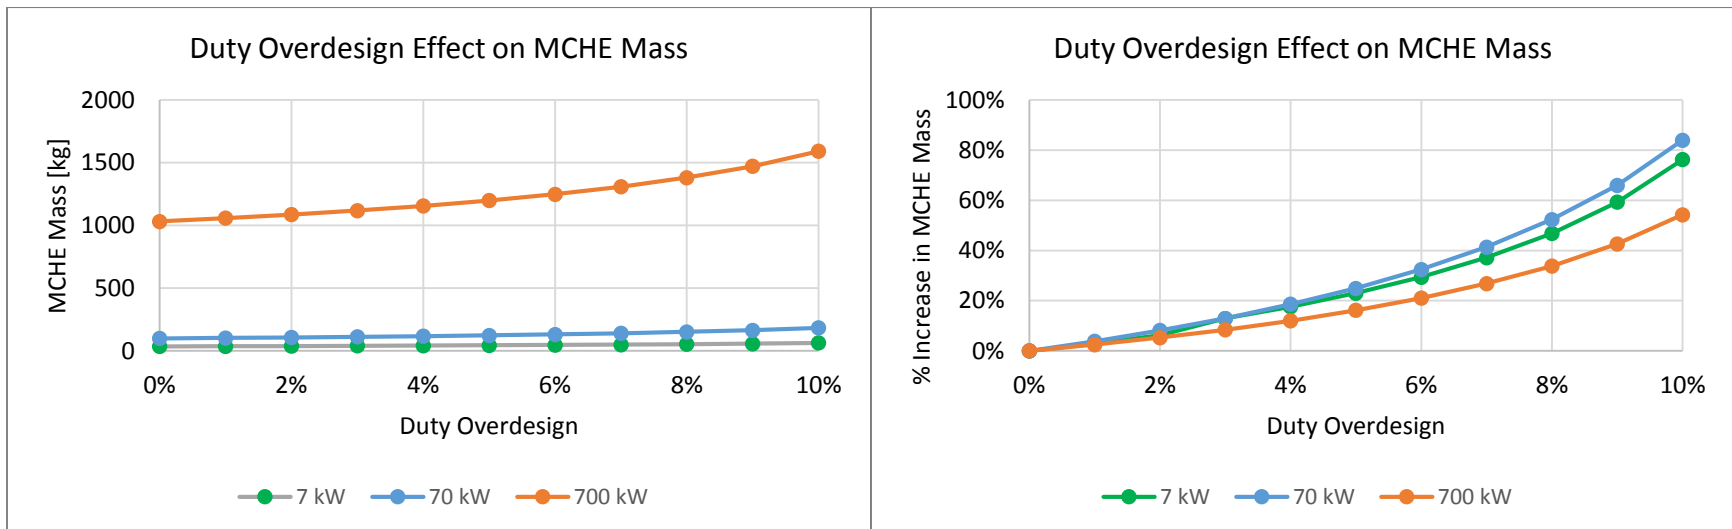 Duty Overdesign Effect on MCHE Mass
MCHE Mass [kg]
2000
1500
1000
500
0
0% 2% 4% 6% 8% 10%
Duty Overdesign
7 kW 70 kW 700 kW
Duty Overdesign Effect on MCHE Mass
% Increase in MCHE Mass
100%
80%
60%
40%
20%
0%
0% 2% 4% 6% 8% 10%
Duty Overdesign
7 kW 70 kW 700 kW